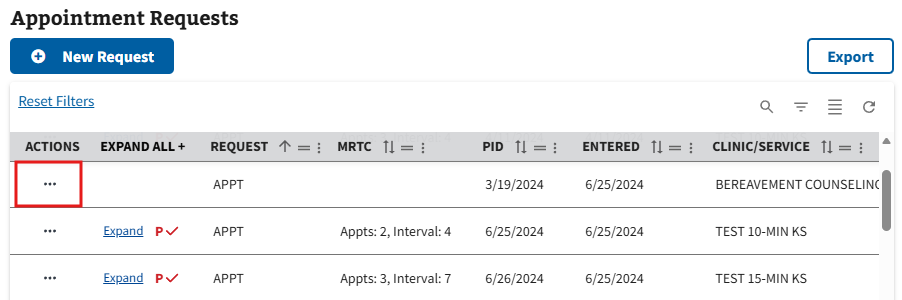 Appointment Requests
New Request
Export
Reset Filters
ACTIONS EXPAND ALL + REQUEST MRTC PID ENTERED CLINIC/SERVICE
... APPT 3/19/2024 6/25/2024 BEREAVEMENT COUNSELING
... Expand P APPT Appts: 2, Interval: 4 6/25/2024 6/25/2024 TEST 10-MIN KS
... Expand P APPT Appts: 3, Interval: 7 6/26/2024 6/25/2024 TEST 15-MIN KS